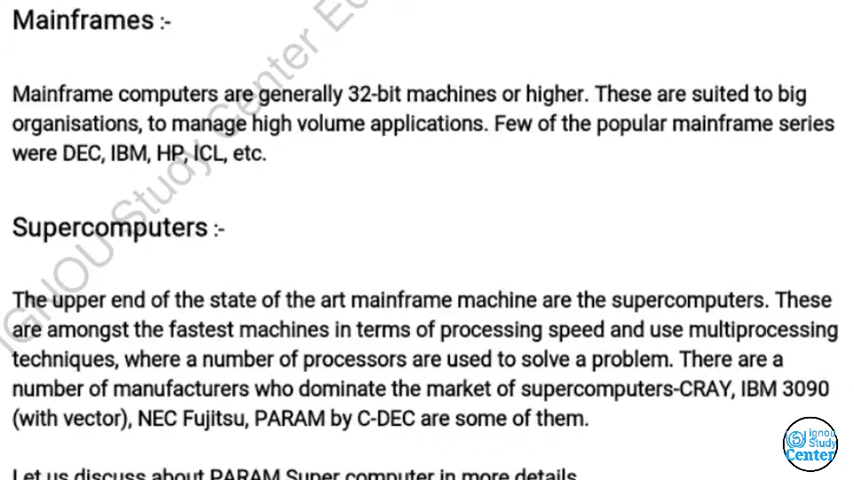 Mainframes :-
Mainframe computers are generally 32-bit machines or higher. These are suited to big
organisations, to manage high volume applications. Few of the popular mainframe series
were DEC, IBM, HP, ICL, etc.
Supercomputers :-
The upper end of the state of the art mainframe machine are the supercomputers. These
are amongst the fastest machines in terms of processing speed and use multiprocessing
techniques, where a number of processors are used to solve a problem. There are a
number of manufacturers who dominate the market of supercomputers-CRAY, IBM 3090
(with vector), NEC Fujitsu, PARAM by C-DEC are some of them.
Let us discuss about PARAM Super computer in more details
IGNOU Study Center
ignou
Study
Center